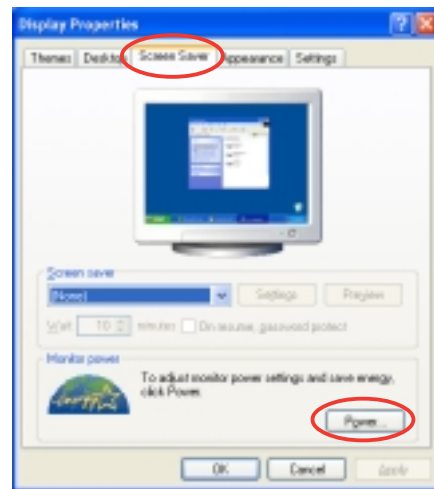 Display Properties
Themes Desktop Screen Saver Appearance Settings
Screen saver
(None) Settings Preview
Wait: 10 minutes On resume, password protect
Monitor power
To adjust monitor power settings and save energy,
click Power.
Power...
OK Cancel Apply